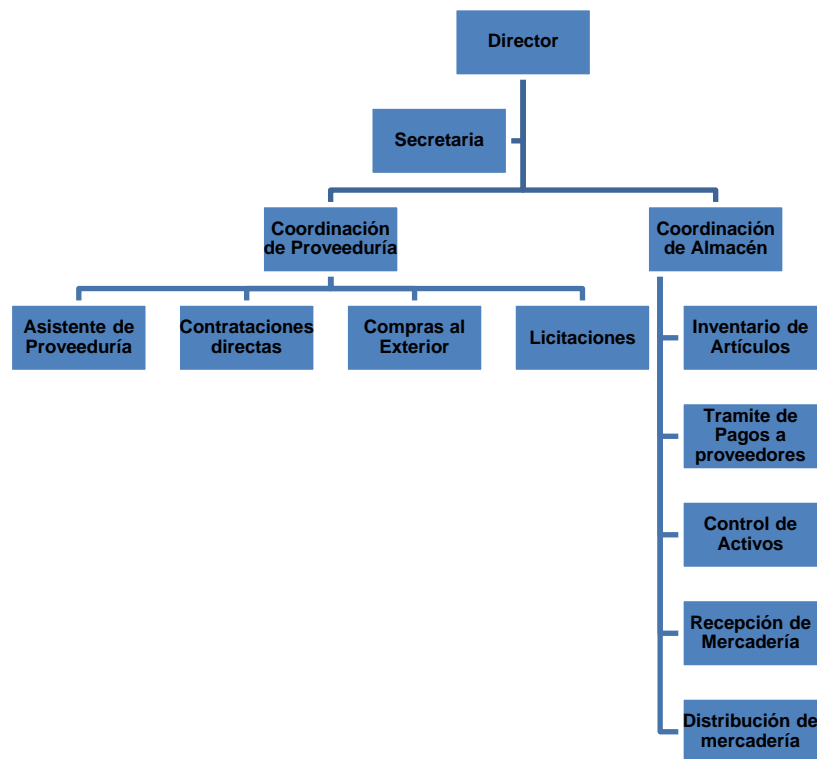 Director
Secretaria
Coordinación
de Proveeduría
Coordinación
de Almacén
Asistente de
Proveeduría
Contrataciones
directas
Compras al
Exterior
Licitaciones
Inventario de
Artículos
Tramite de
Pagos a
proveedores
Control de
Activos
Recepción de
Mercadería
Distribución de
mercadería